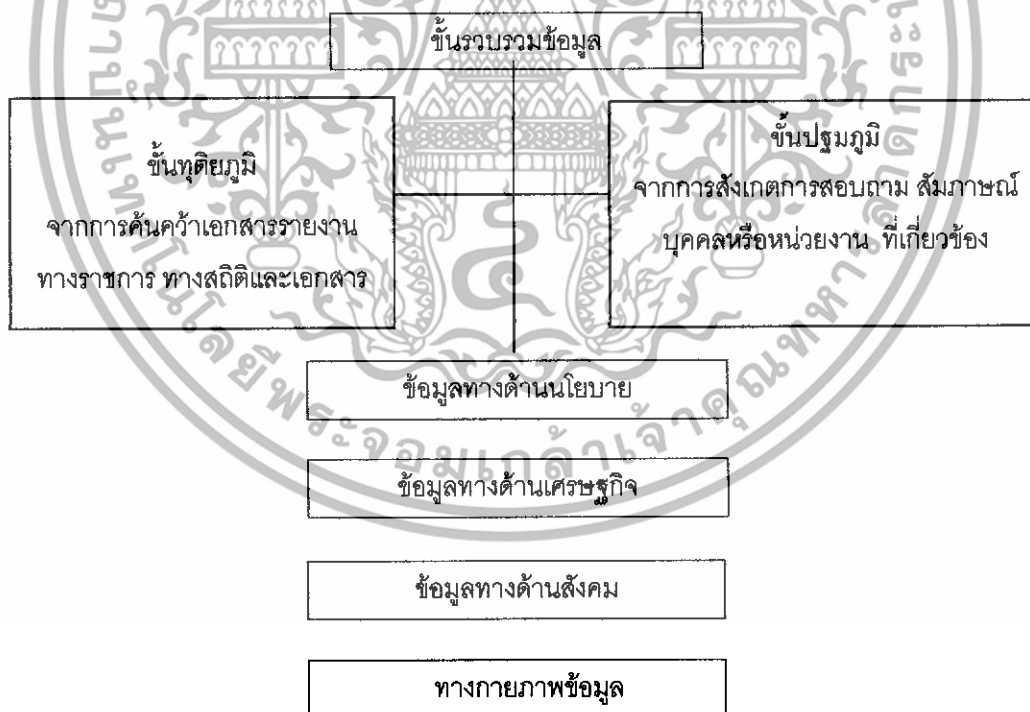 ขั้นรวบรวมข้อมูล
ขั้นทุติยภูมิ
จากการค้นคว้าเอกสารรายงาน
ทางราชการ ทางสถิติและเอกสาร
ขั้นปฐมภูมิ
จากการสังเกตการสอบถาม สัมภาษณ์
บุคคลหรือหน่วยงาน ที่เกี่ยวข้อง
ข้อมูลทางด้านนโยบาย
ข้อมูลทางด้านเศรษฐกิจ
ข้อมูลทางด้านสังคม
ทางกายภาพข้อมูล